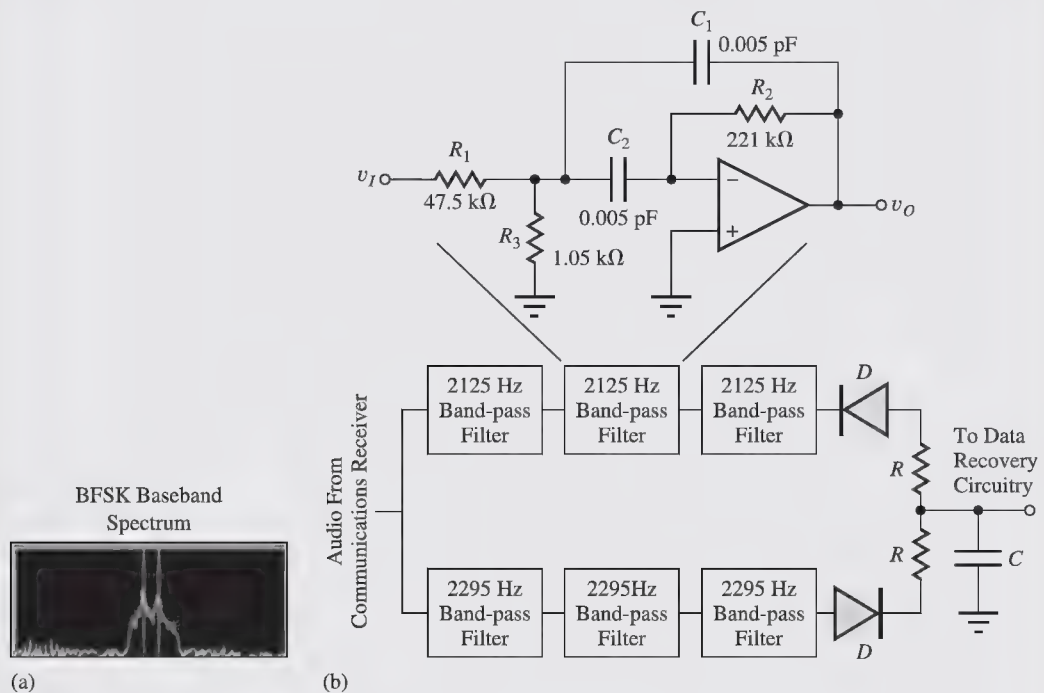 C₁
0.005 pF
R₂
221 kΩ
C₂
0.005 pF
R₁
47.5 kΩ
v_I
R₃
1.05 kΩ
−
+
v_O
2125 Hz
Band-pass
Filter
2125 Hz
Band-pass
Filter
2125 Hz
Band-pass
Filter
D
R
To Data
Recovery
Circuitry
Audio From
Communications Receiver
R
C
2295 Hz
Band-pass
Filter
2295Hz
Band-pass
Filter
2295 Hz
Band-pass
Filter
D
BFSK Baseband
Spectrum
(a)
(b)